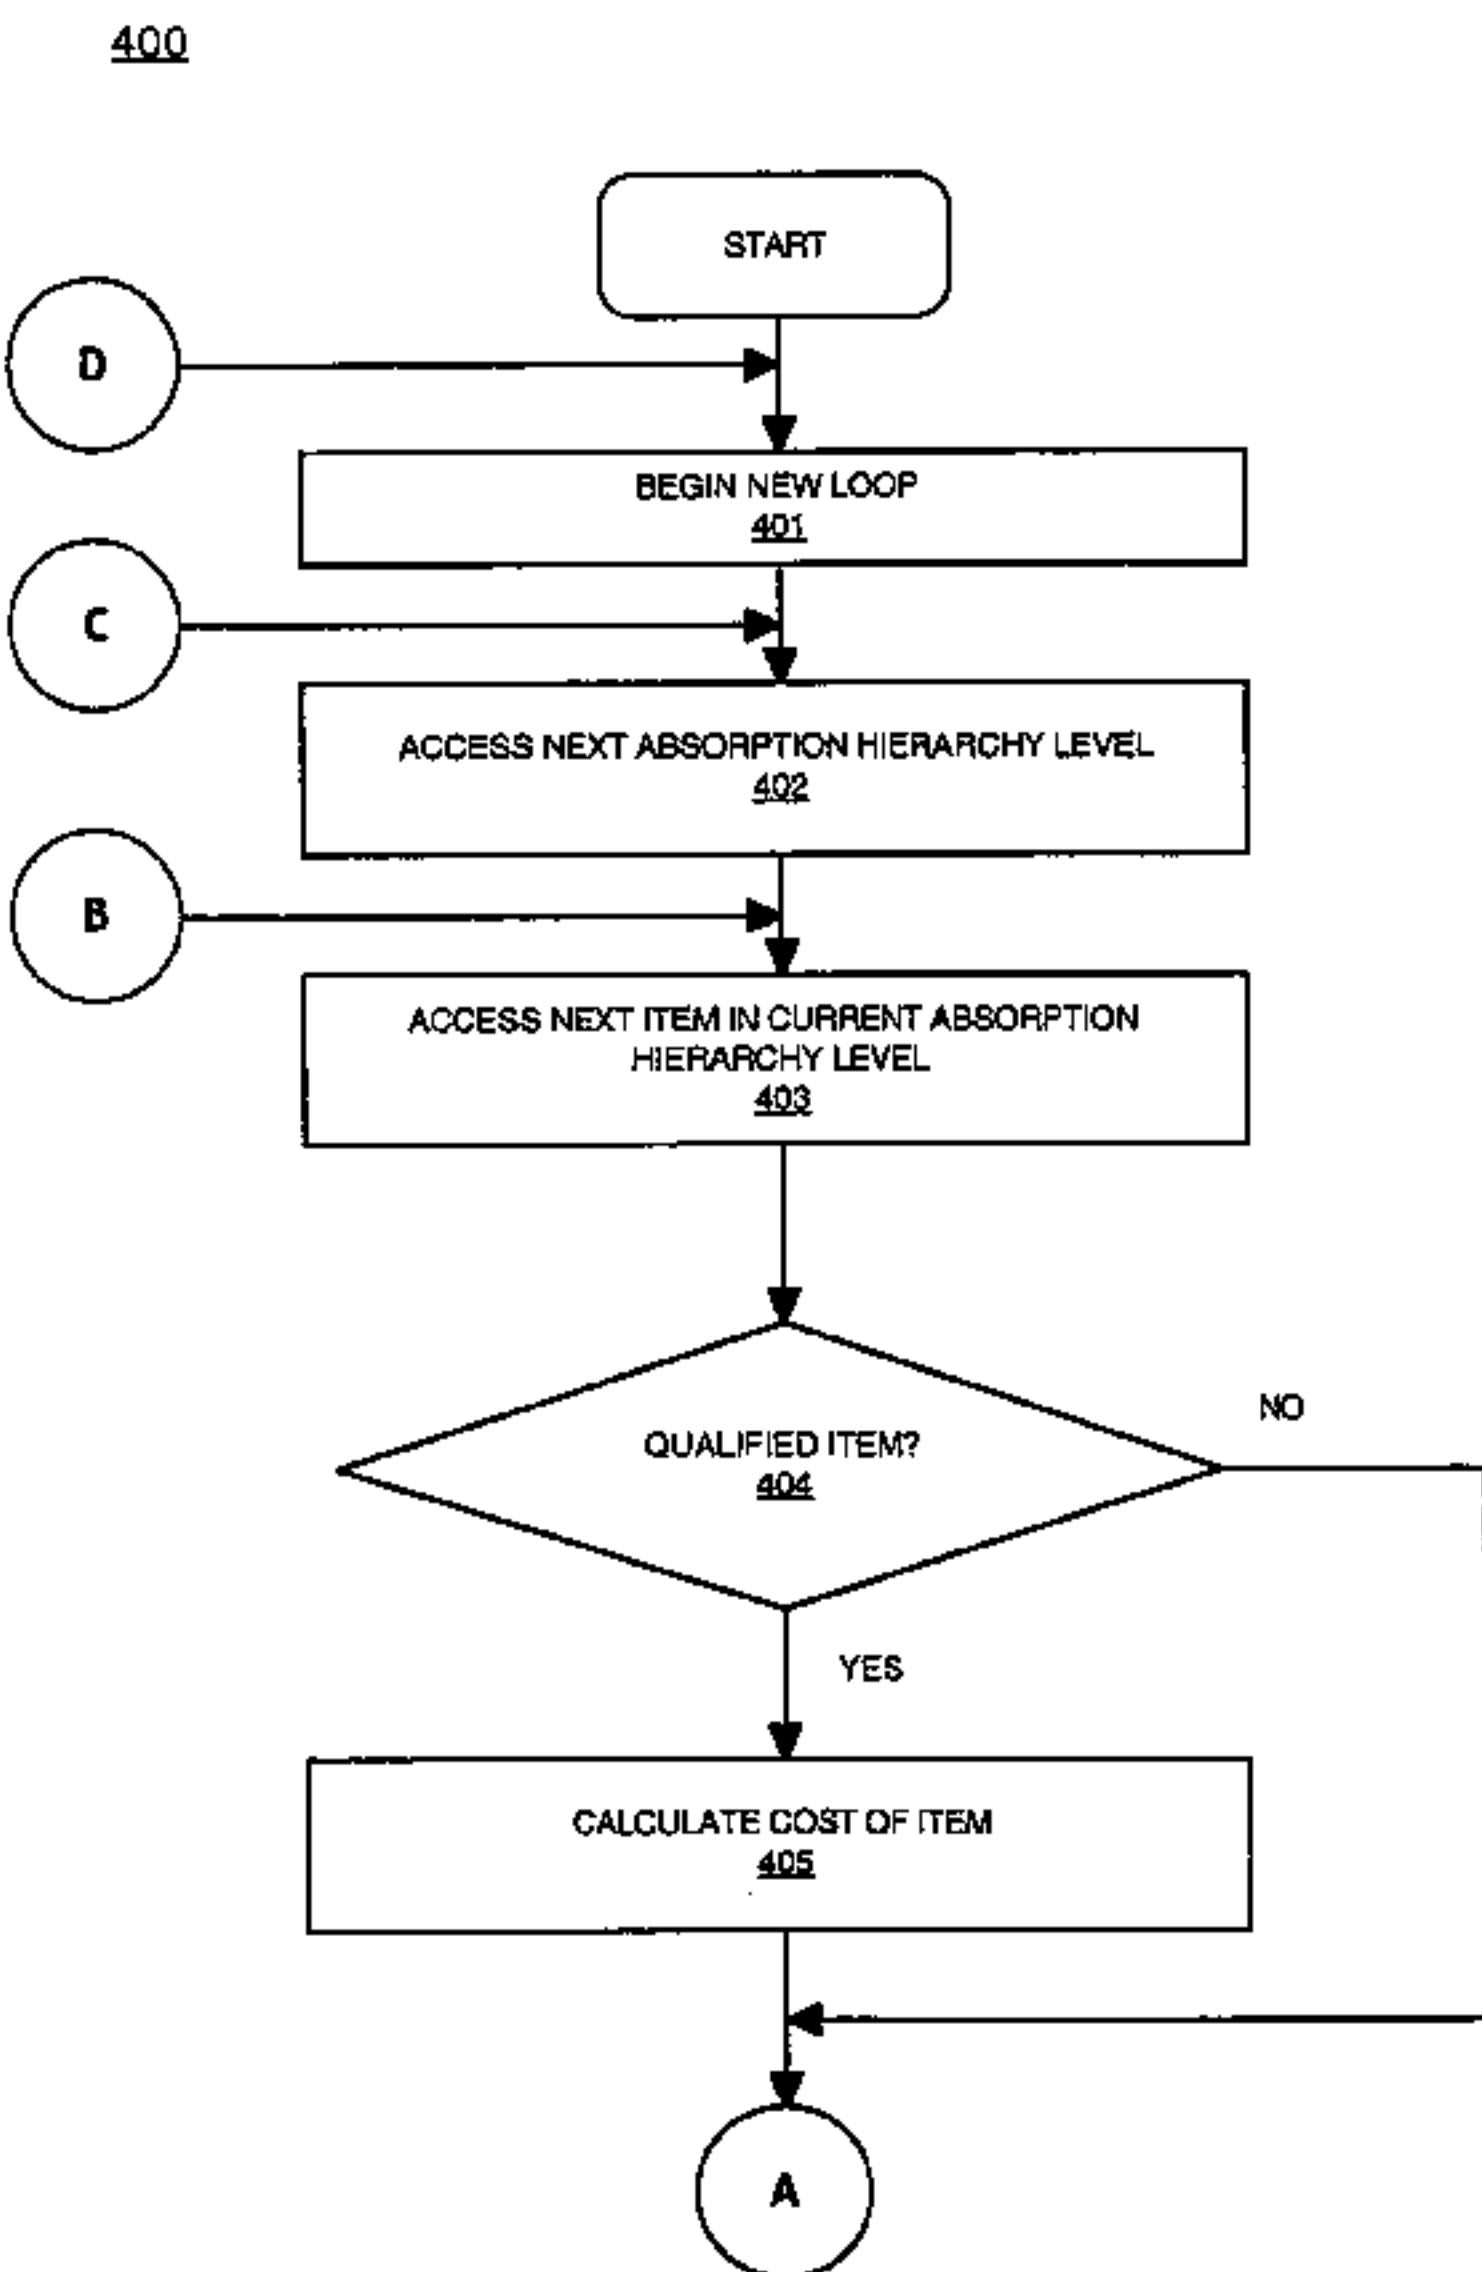 400
START
D
BEGIN NEW LOOP
401
C
ACCESS NEXT ABSORPTION HIERARCHY LEVEL
402
B
ACCESS NEXT ITEM IN CURRENT ABSORPTION
HIERARCHY LEVEL
403
NO
QUALIFIED ITEM?
404
YES
CALCULATE COST OF ITEM
405
A